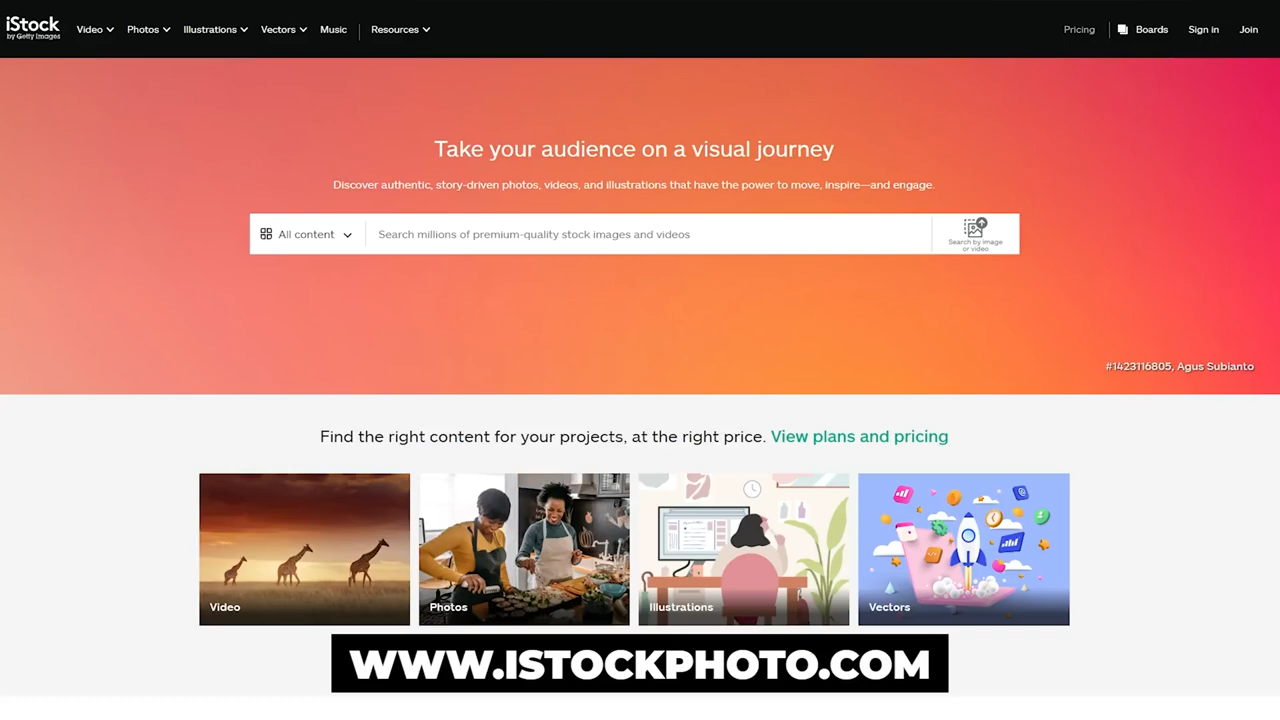 iStock
by Getty Images
Video
Photos
Illustrations
Vectors
Music
Resources
Pricing
Boards
Sign in
Join
Take your audience on a visual journey
Discover authentic, story-driven photos, videos, and illustrations that have the power to move, inspire—and engage.
All content
Search millions of premium-quality stock images and videos
Search by image
or video
#1423116805, Agus Subianto
Find the right content for your projects, at the right price. View plans and pricing
Video
Photos
Illustrations
Vectors
WWW.ISTOCKPHOTO.COM